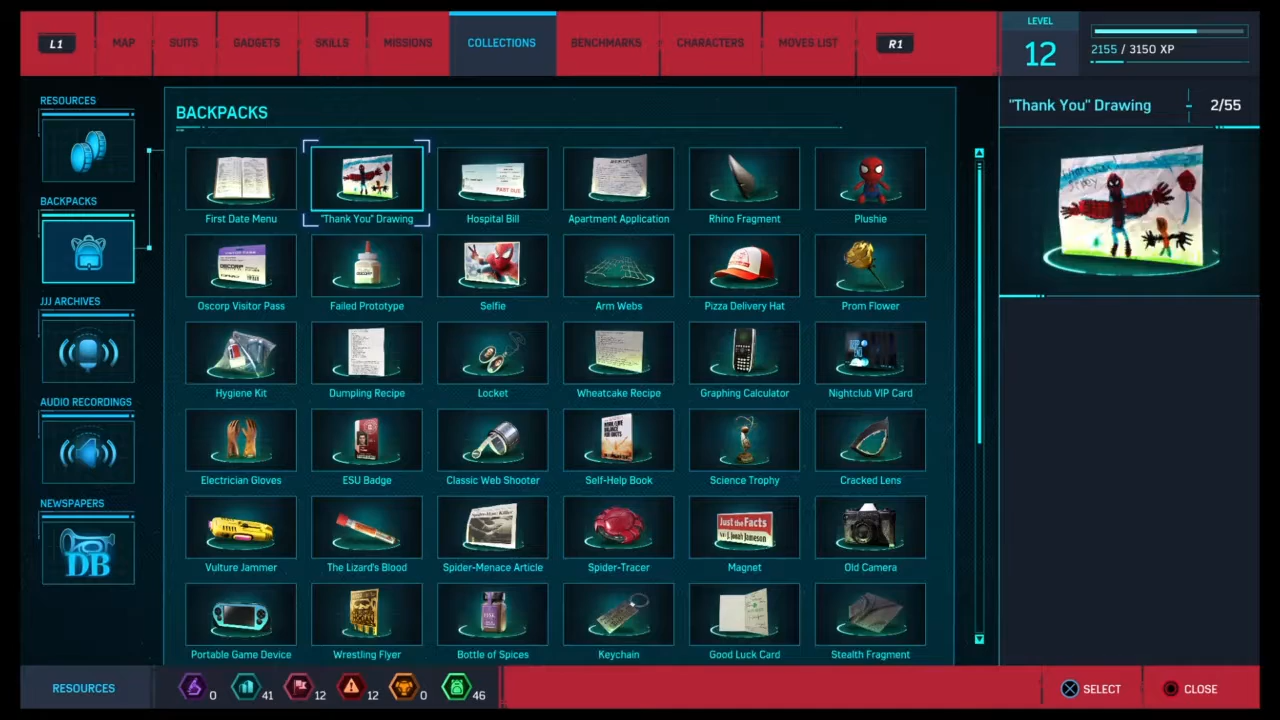 L1 MAP SUITS GADGETS SKILLS MISSIONS COLLECTIONS BENCHMARKS CHARACTERS MOVES LIST R1
LEVEL
12
2155 / 3150 XP
RESOURCES
BACKPACKS
JJJ ARCHIVES
AUDIO RECORDINGS
NEWSPAPERS
DB
BACKPACKS
First Date Menu "Thank You" Drawing Hospital Bill Apartment Application Rhino Fragment Plushie
PAST DUE
Oscorp Visitor Pass Failed Prototype Selfie Arm Webs Pizza Delivery Hat Prom Flower
OSCORP
Hygiene Kit Dumpling Recipe Locket Wheatcake Recipe Graphing Calculator Nightclub VIP Card
Electrician Gloves ESU Badge Classic Web Shooter Self-Help Book Science Trophy Cracked Lens
Just the Facts
J. Jonah Jameson
Vulture Jammer The Lizard's Blood Spider-Menace Article Spider-Tracer Magnet Old Camera
Portable Game Device Wrestling Flyer Bottle of Spices Keychain Good Luck Card Stealth Fragment
"Thank You" Drawing 2/55
RESOURCES 0 41 12 12 0 46
SELECT CLOSE